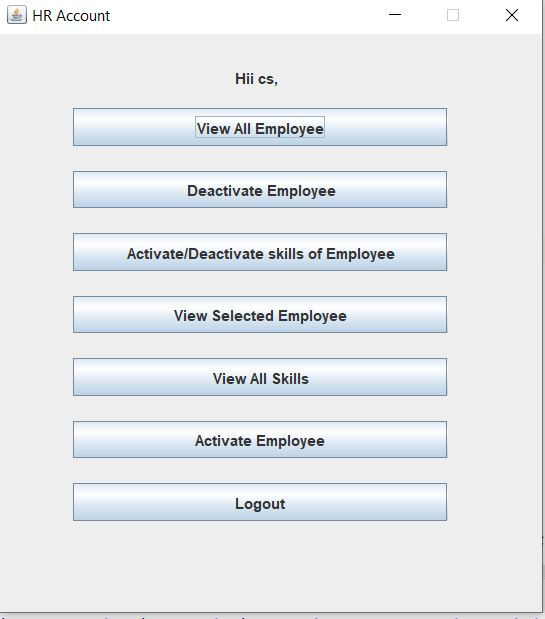 HR Account
Hii cs,
View All Employee
Deactivate Employee
Activate/Deactivate skills of Employee
View Selected Employee
View All Skills
Activate Employee
Logout